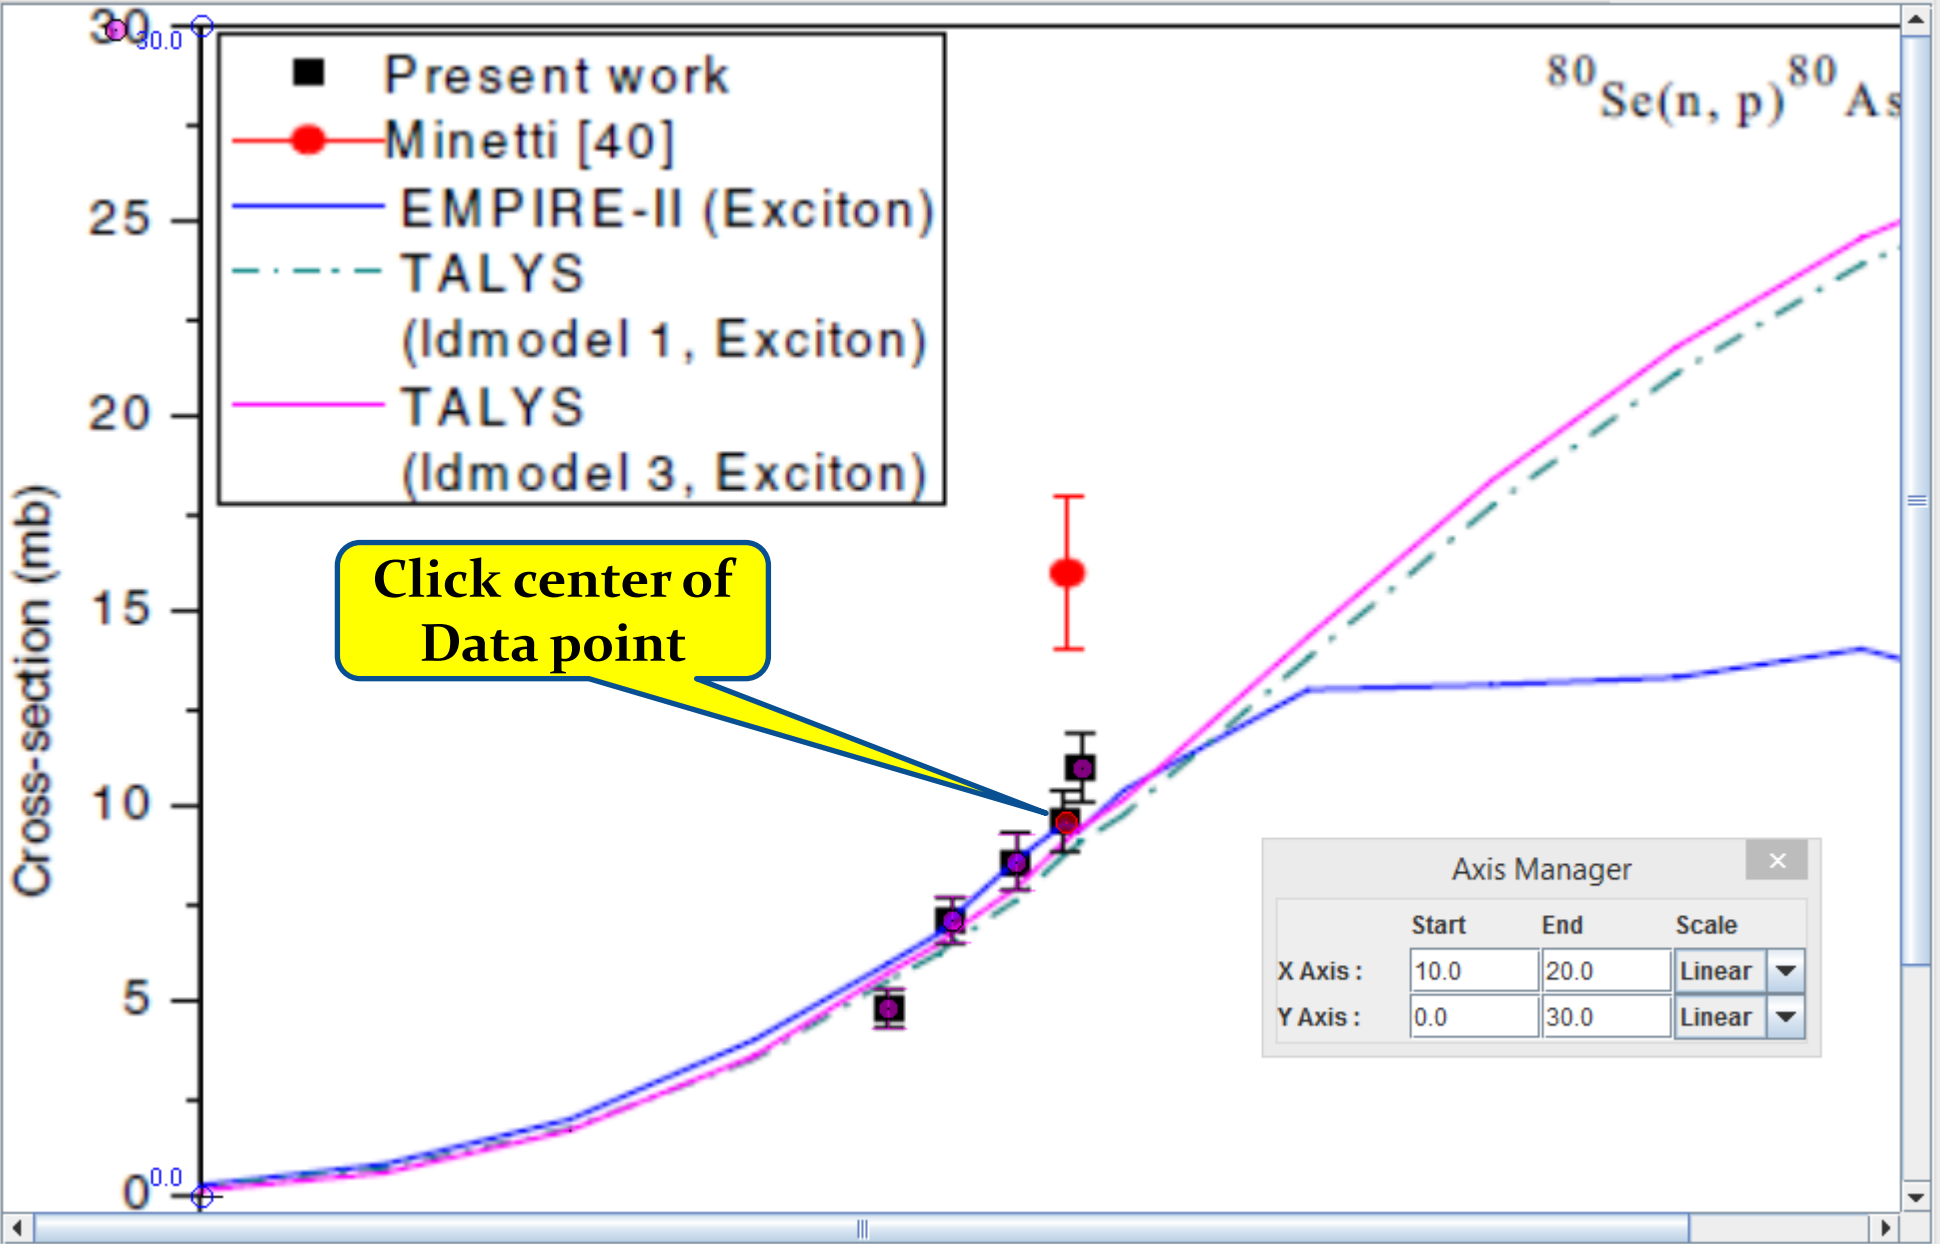 30
30.0
Present work
Minetti [40]
EMPIRE-II (Exciton)
TALYS
(ldmodel 1, Exciton)
TALYS
(ldmodel 3, Exciton)
80Se(n, p)80As
25
20
15
10
5
0
0.0
Cross-section (mb)
Click center of
Data point
Axis Manager
Start End Scale
X Axis : 10.0 20.0 Linear
Y Axis : 0.0 30.0 Linear